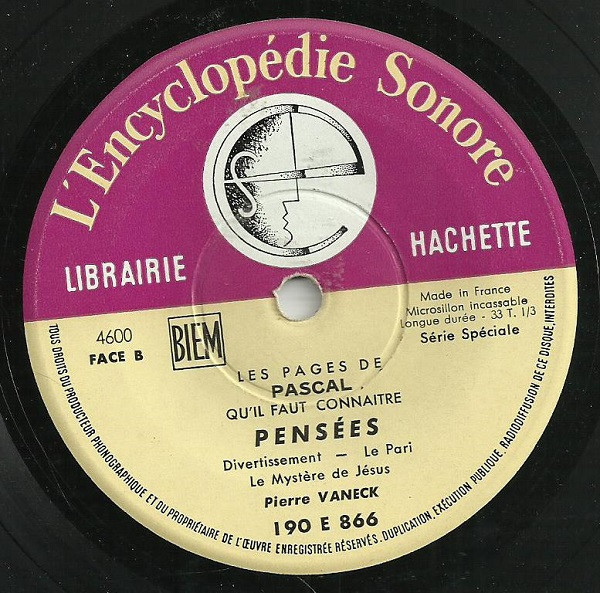 L'Encyclopédie Sonore
LIBRAIRIE
HACHETTE
4600
FACE B
BIEM
Made in France
Microsillon incassable
Longue durée - 33 T. 1/3
Série Spéciale
LES PAGES DE
PASCAL
QU'IL FAUT CONNAITRE
PENSÉES
Divertissement — Le Pari
Le Mystère de Jésus
Pierre VANECK
190 E 866
TOUS DROITS DU PRODUCTEUR PHONOGRAPHIQUE ET DU PROPRIÉTAIRE DE L'ŒUVRE ENREGISTRÉE RÉSERVÉS. DUPLICATION, EXÉCUTION PUBLIQUE, RADIODIFFUSION DE CE DISQUE, INTERDITES